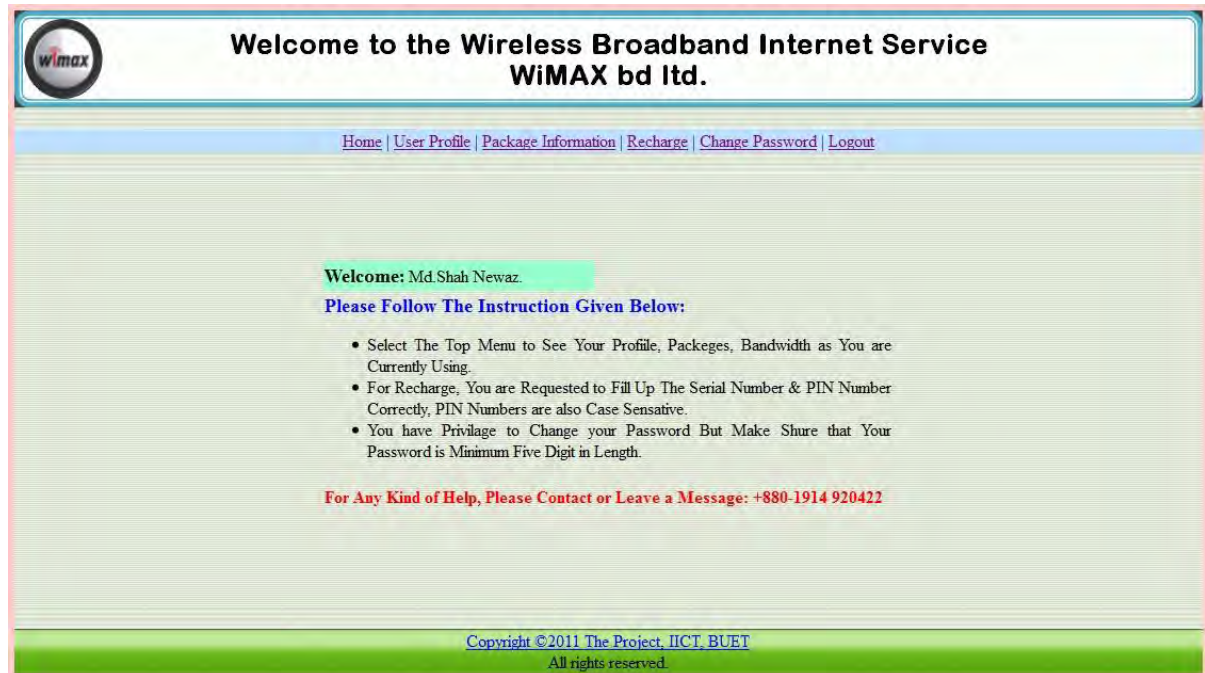 wimax
Welcome to the Wireless Broadband Internet Service
WiMAX bd ltd.
Home | User Profile | Package Information | Recharge | Change Password | Logout
Welcome: Md.Shah Newaz.
Please Follow The Instruction Given Below:
• Select The Top Menu to See Your Profiile, Packeges, Bandwidth as You are
Currently Using.
• For Recharge, You are Requested to Fill Up The Serial Number & PIN Number
Correctly, PIN Numbers are also Case Sensative.
• You have Privilage to Change your Password But Make Shure that Your
Password is Minimum Five Digit in Length.
For Any Kind of Help, Please Contact or Leave a Message: +880-1914 920422
Copyright ©2011 The Project, IICT, BUET
All rights reserved.